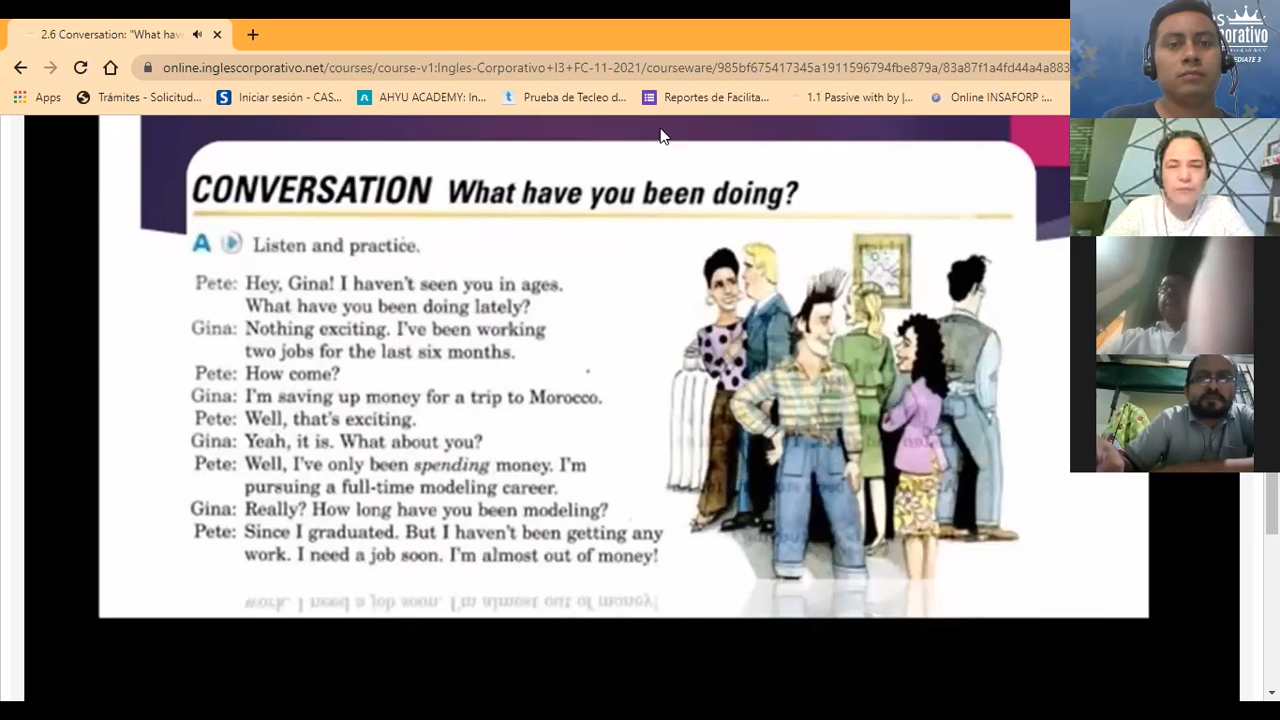 2.6 Conversation: "What hav
online.inglescorporativo.net/courses/course-v1:Ingles-Corporativo+I3+FC-11-2021/courseware/985bf675417345a1911596794fbe879a/83a87f1a4fd44a4a883
Apps
Trámites - Solicitud...
Iniciar sesión - CAS...
AHYU ACADEMY: In...
Prueba de Tecleo d...
Reportes de Facilita...
1.1 Passive with by |...
Online INSAFORP :...
CONVERSATION What have you been doing?
A Listen and practice.
Pete: Hey, Gina! I haven't seen you in ages.
What have you been doing lately?
Gina: Nothing exciting. I've been working
two jobs for the last six months.
Pete: How come?
Gina: I'm saving up money for a trip to Morocco.
Pete: Well, that's exciting.
Gina: Yeah, it is. What about you?
Pete: Well, I've only been spending money. I'm
pursuing a full-time modeling career.
Gina: Really? How long have you been modeling?
Pete: Since I graduated. But I haven't been getting any
work. I need a job soon. I'm almost out of money!